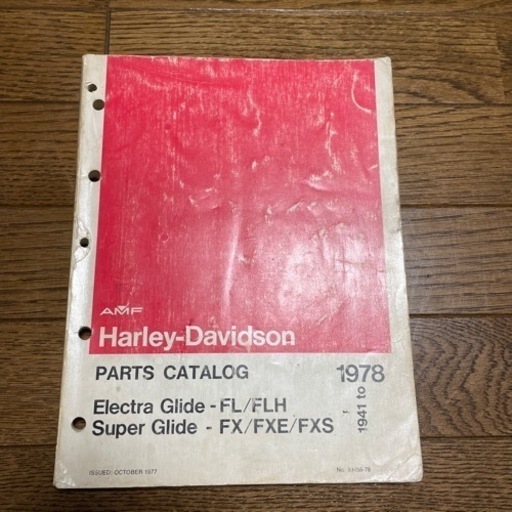 AMF
Harley-Davidson
PARTS CATALOG
1941 to 1978
Electra Glide - FL/FLH
Super Glide - FX/FXE/FXS
ISSUED: OCTOBER 1977
No.